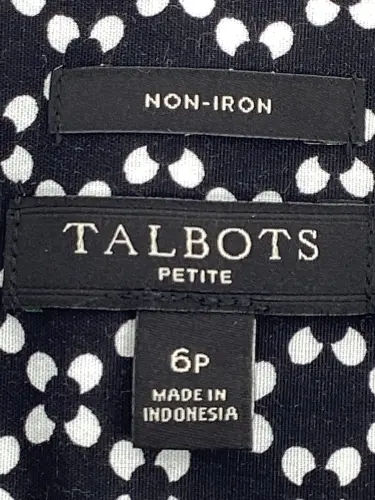 NON-IRON
TALBOTS
PETITE
6P
MADE IN
INDONESIA